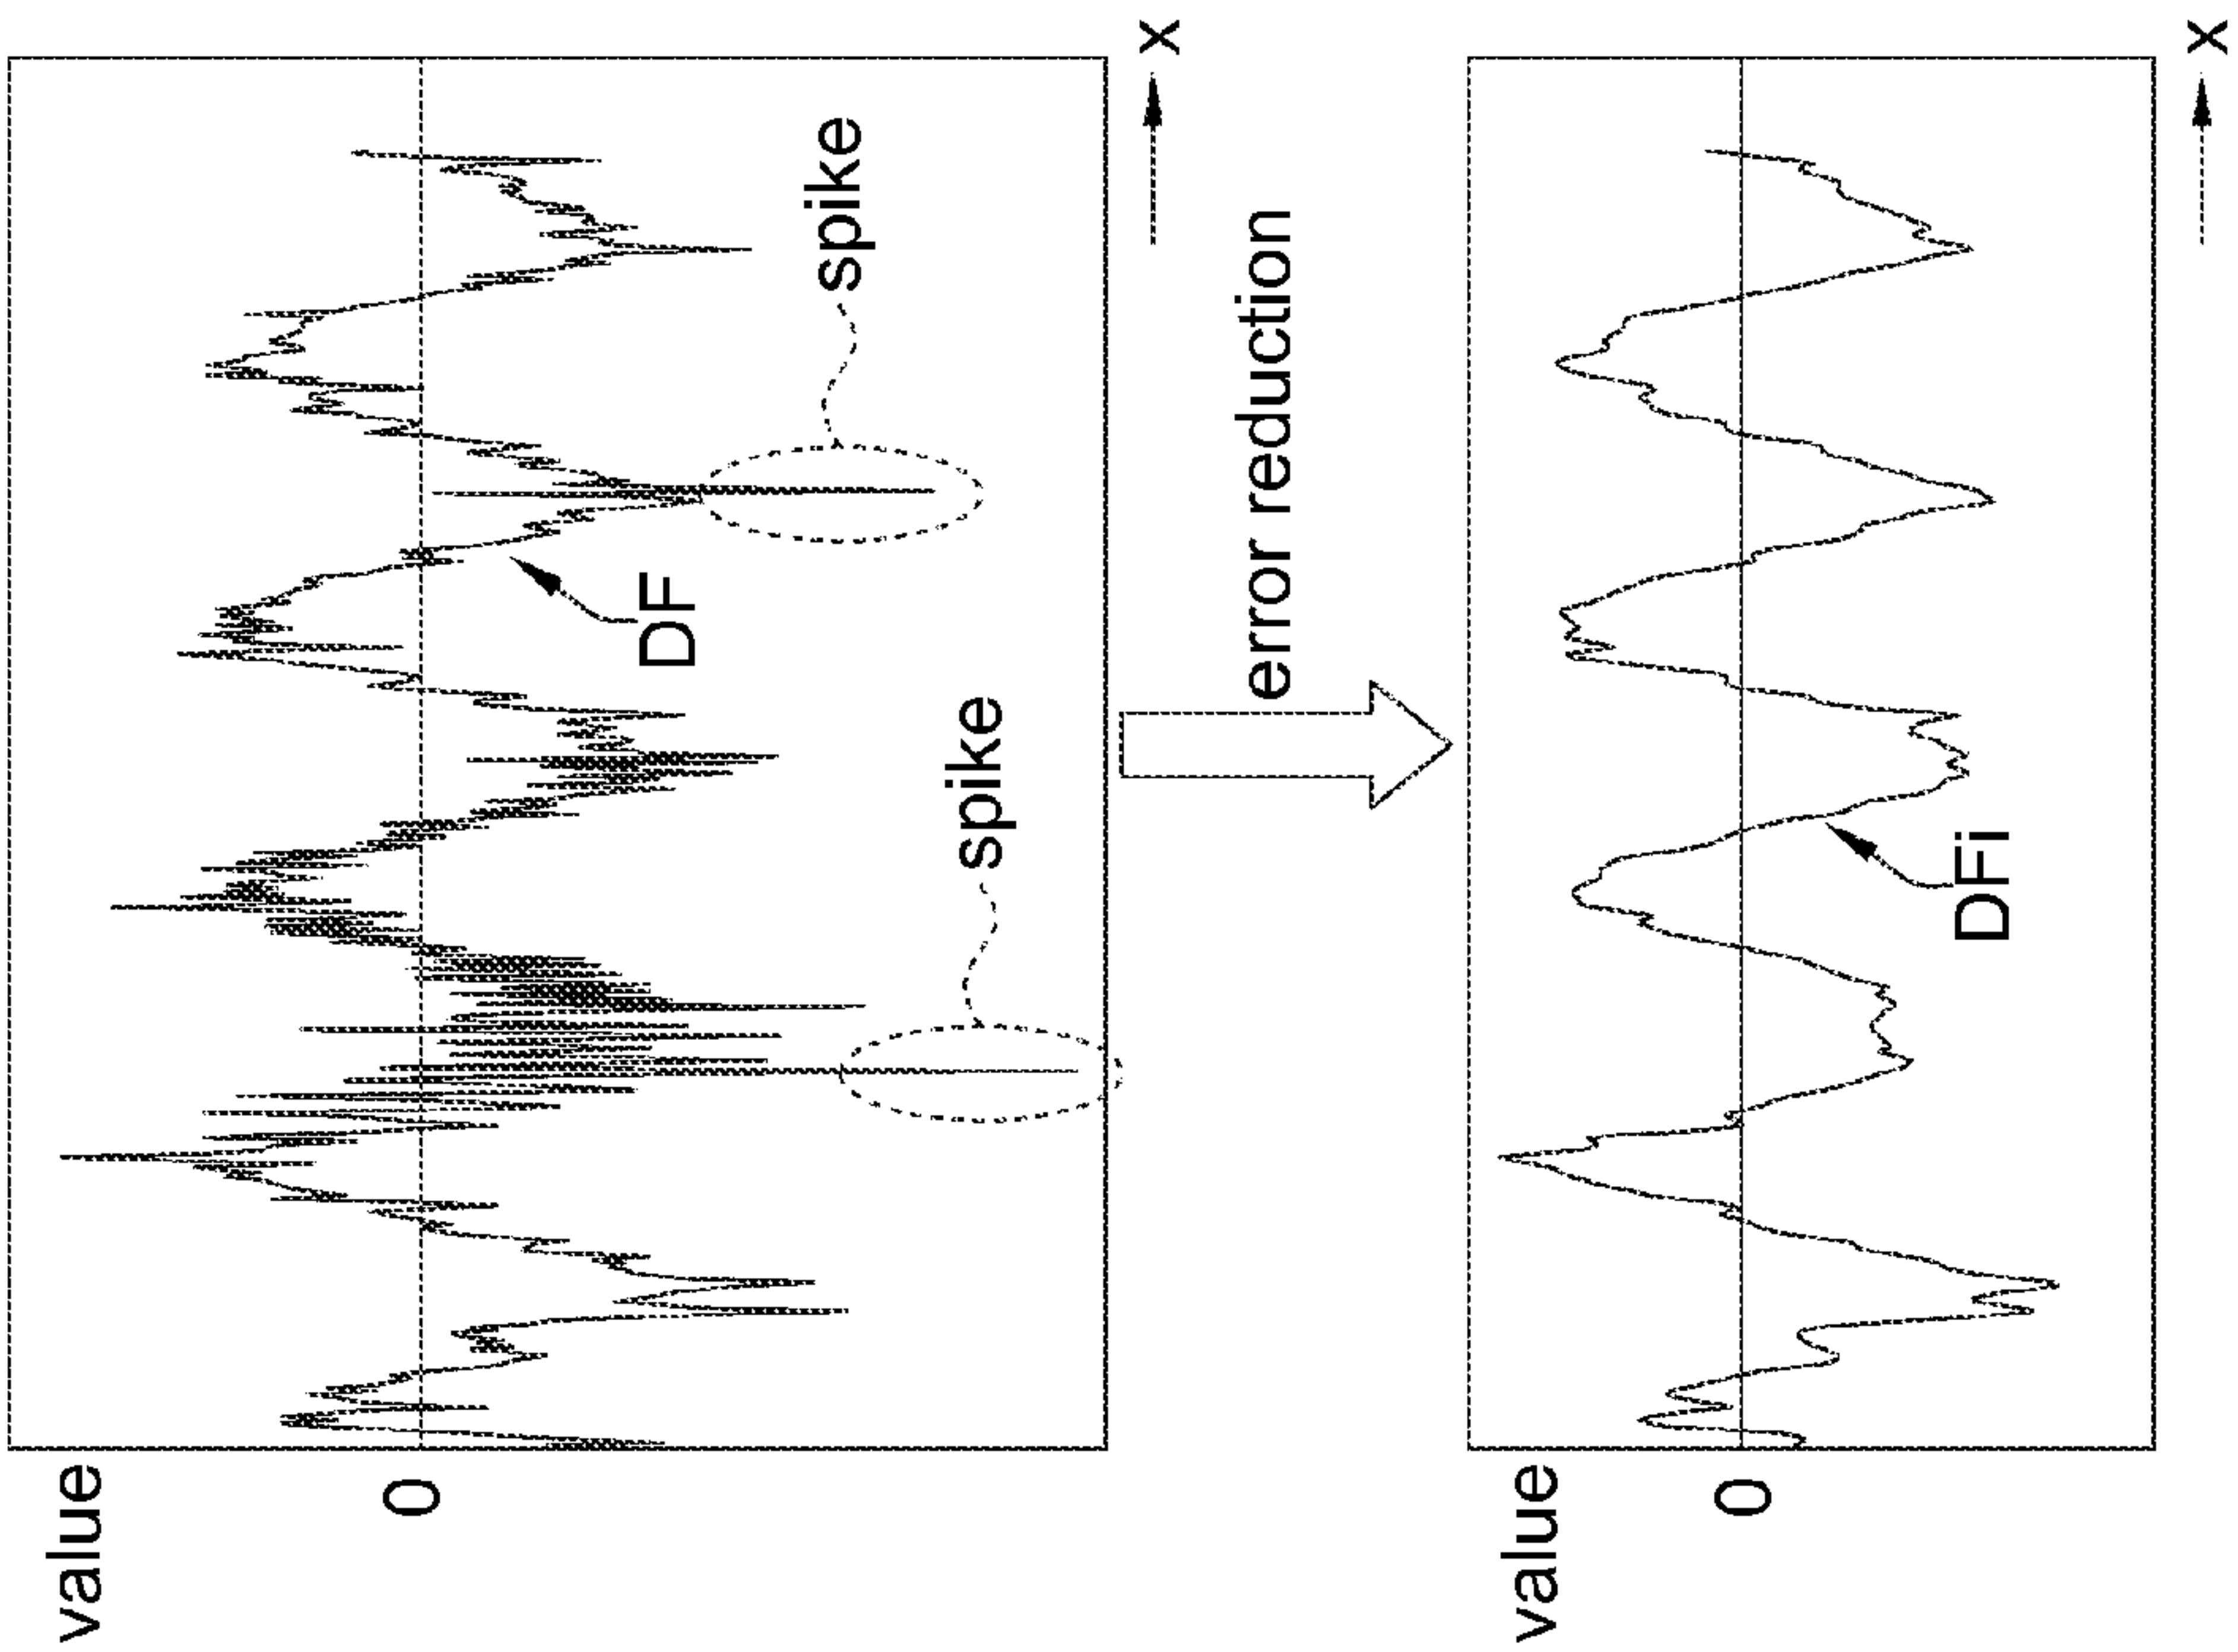 value
0
spike
DF
spike
x
error reduction
value
0
DFi
x